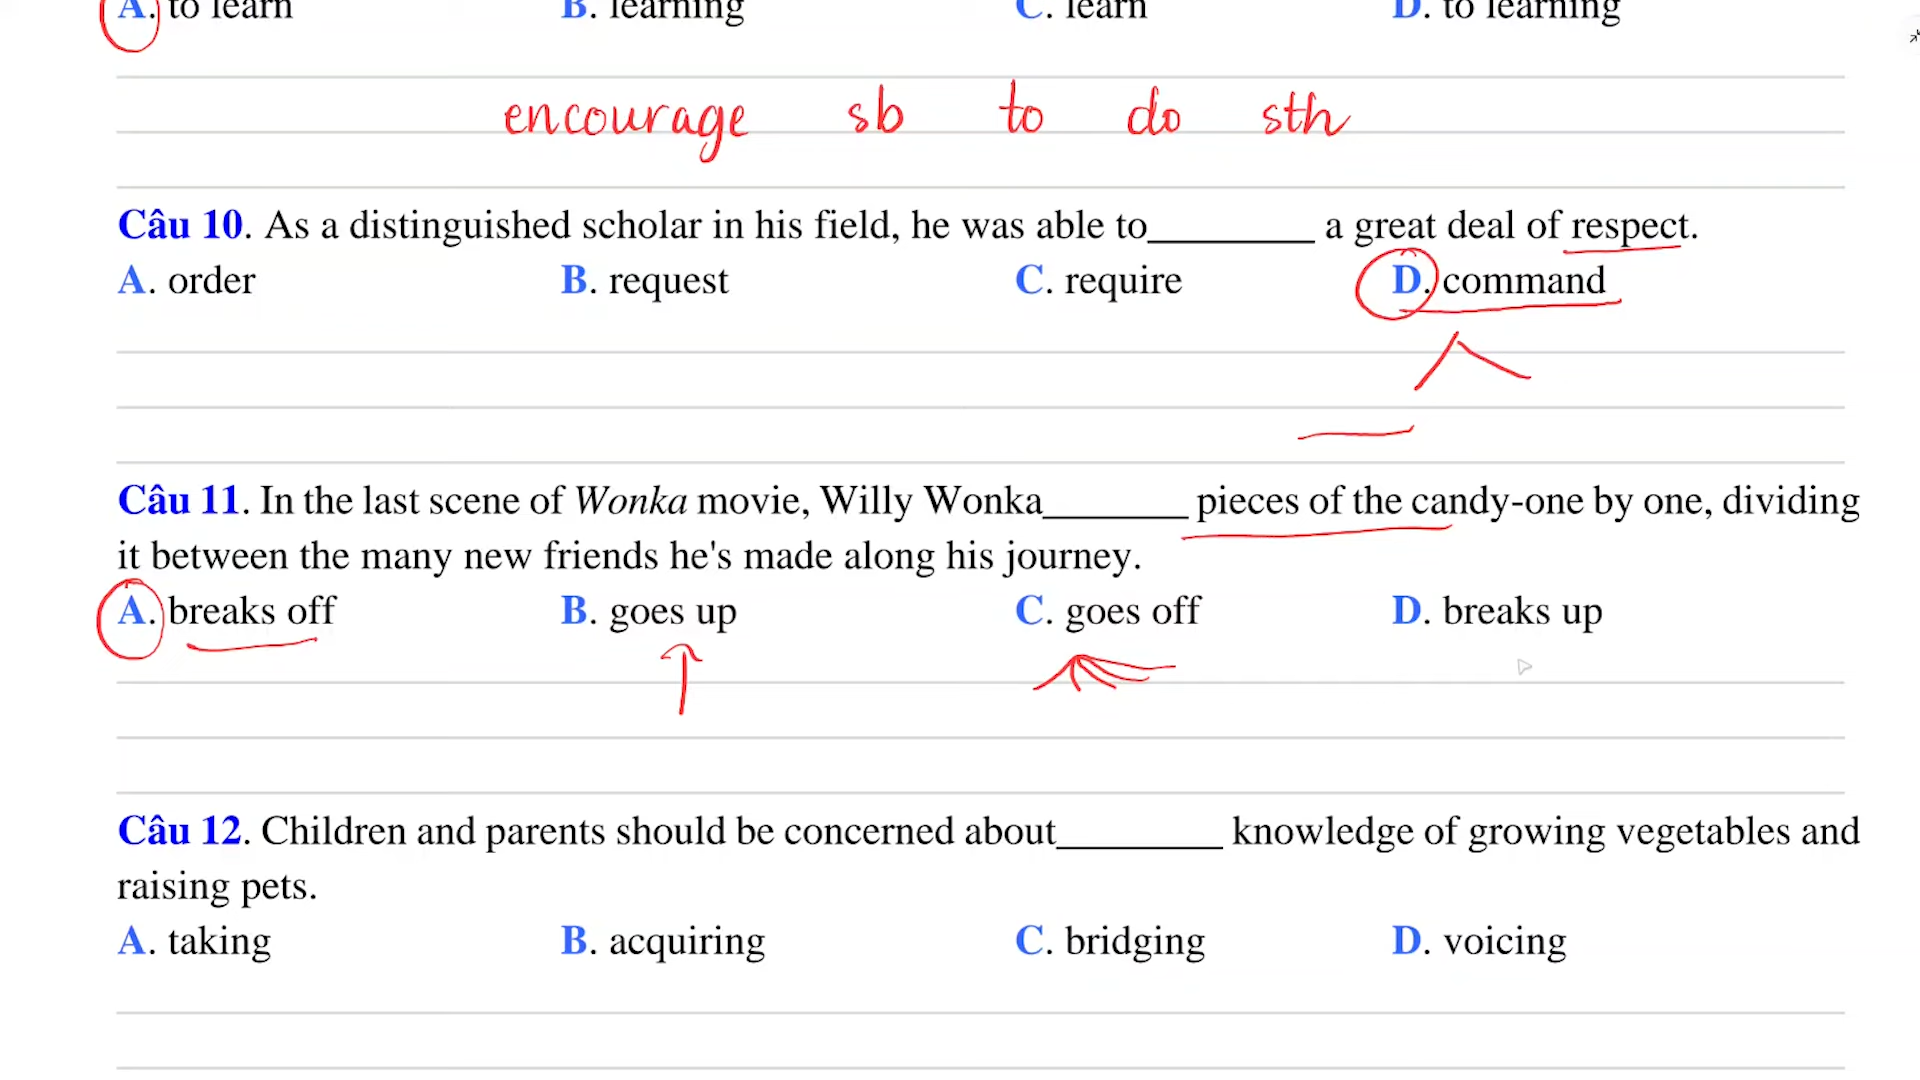 A. to learn B. learning C. learn D. to learning
encourage sb to do sth
Câu 10. As a distinguished scholar in his field, he was able to________ a great deal of respect.
A. order B. request C. require D. command
Câu 11. In the last scene of Wonka movie, Willy Wonka_______ pieces of the candy-one by one, dividing
it between the many new friends he's made along his journey.
A. breaks off B. goes up C. goes off D. breaks up
Câu 12. Children and parents should be concerned about________ knowledge of growing vegetables and
raising pets.
A. taking B. acquiring C. bridging D. voicing